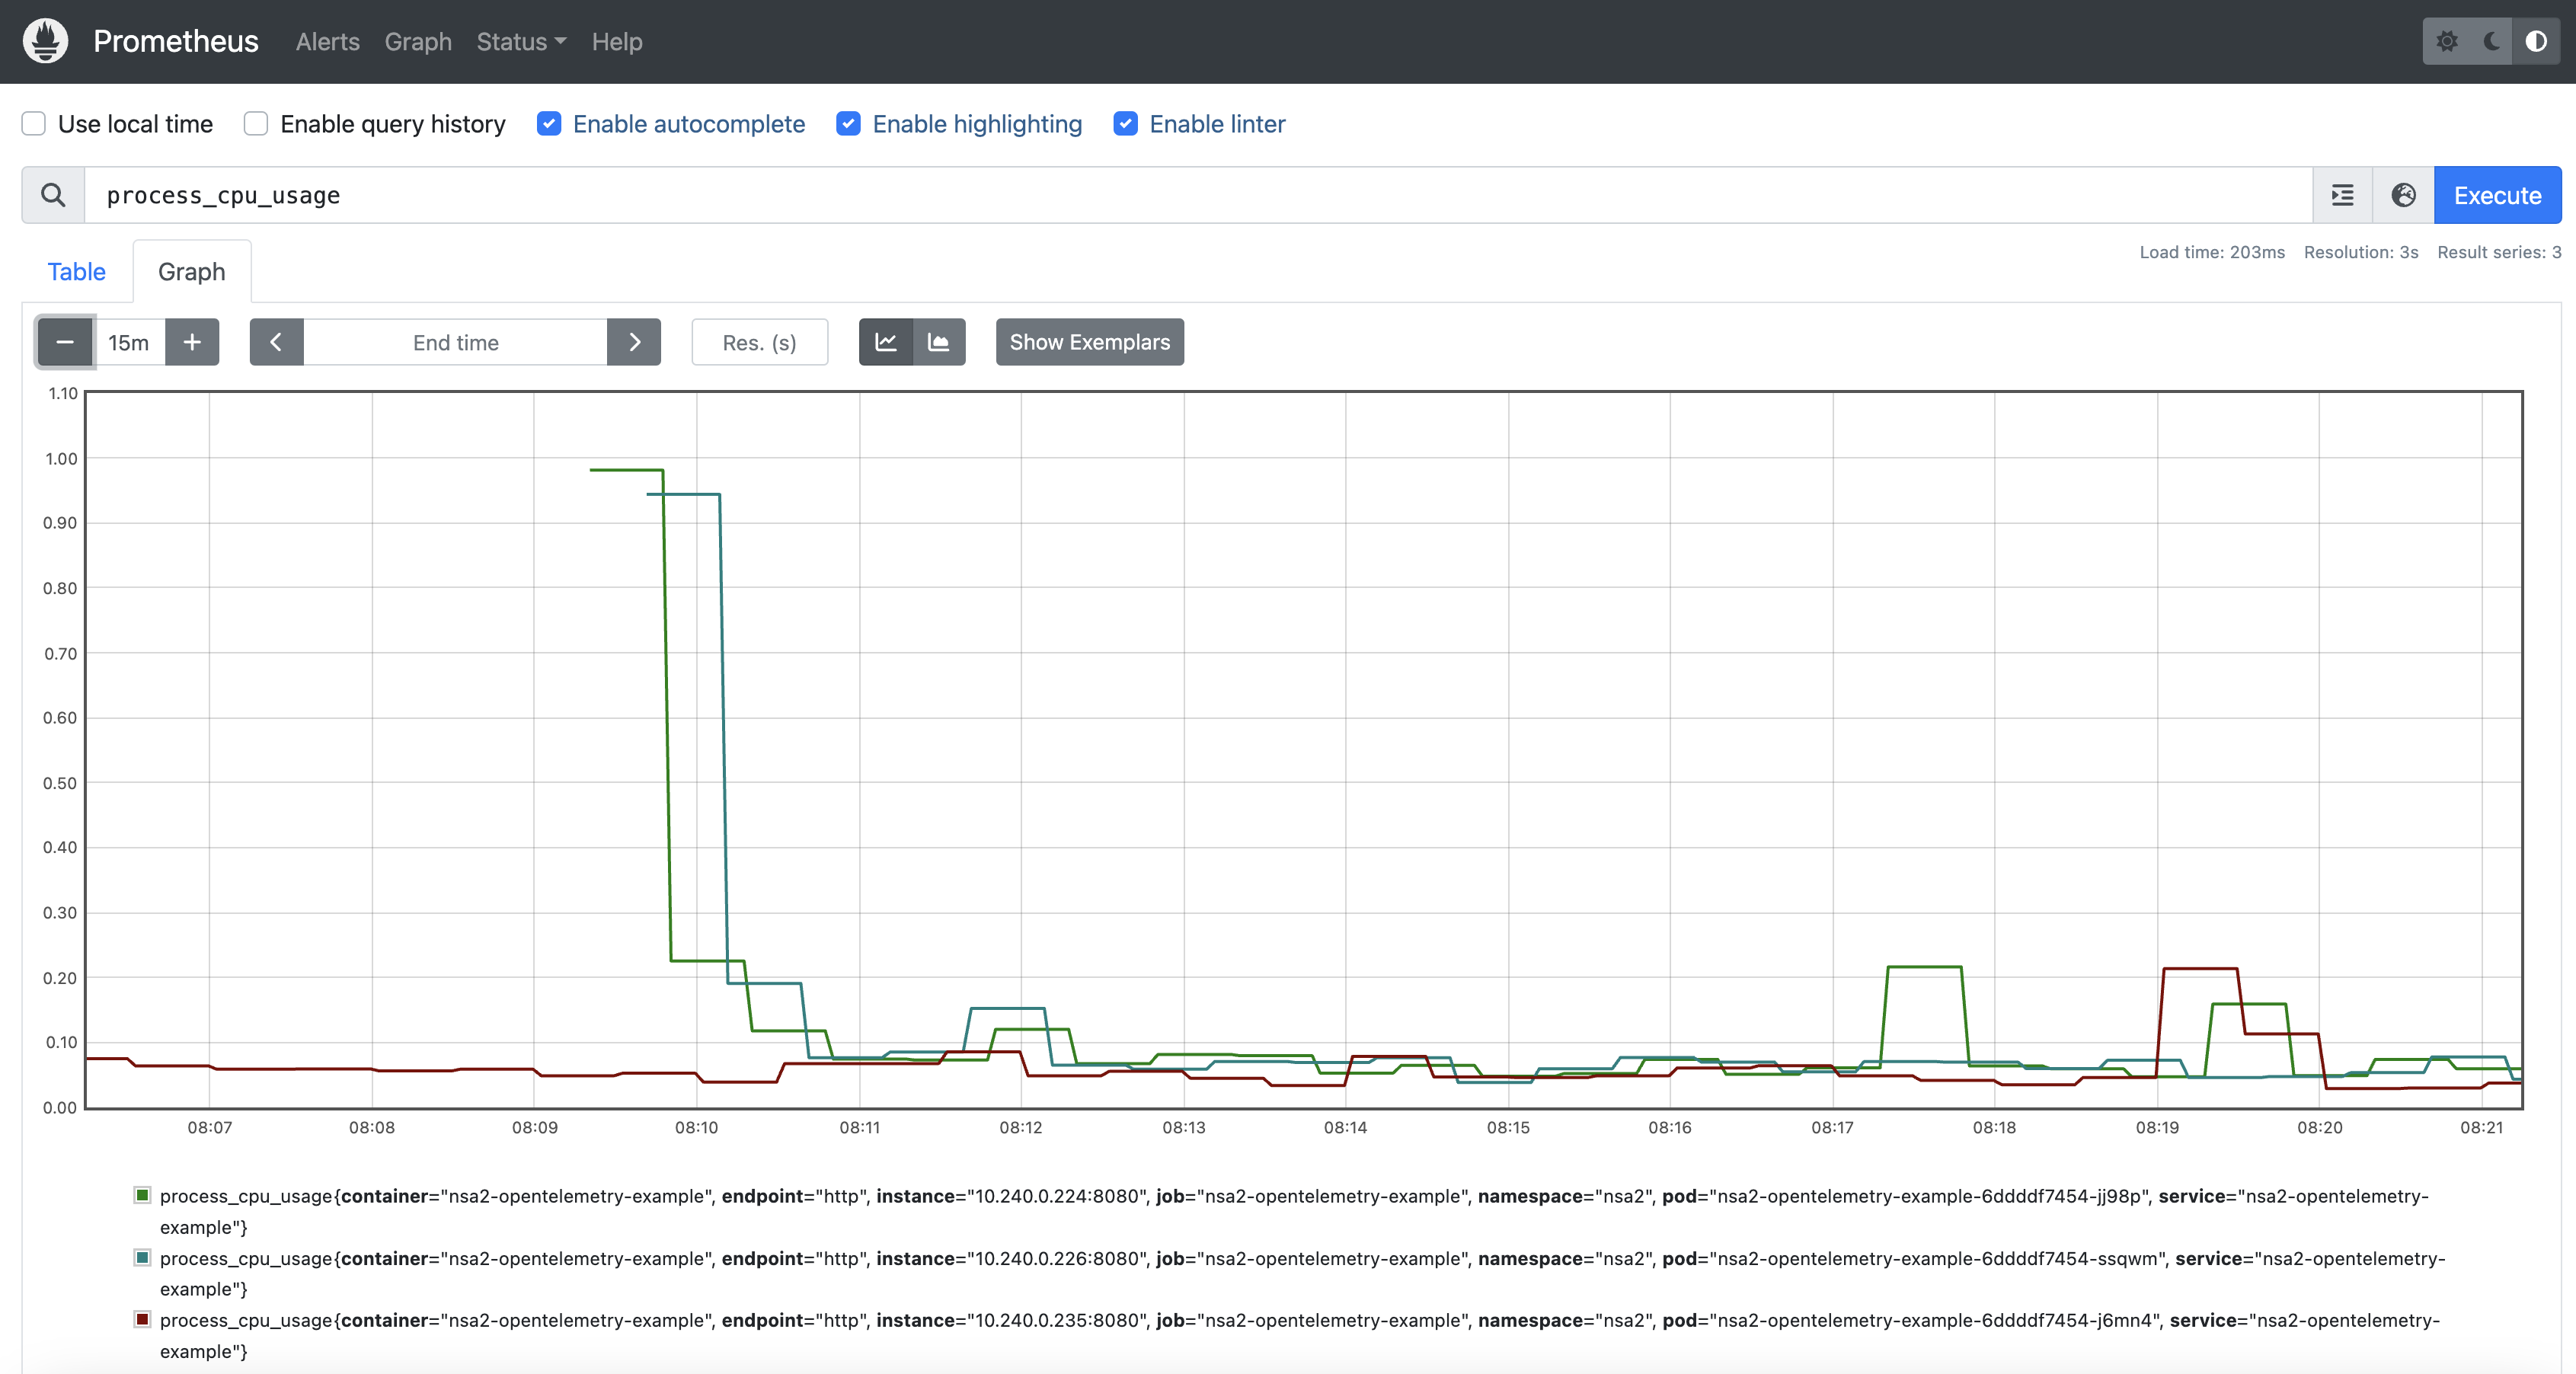 Prometheus Alerts Graph Status Help
Use local time Enable query history Enable autocomplete Enable highlighting Enable linter
process_cpu_usage Execute
Table Graph Load time: 203ms Resolution: 3s Result series: 3
15m End time Res. (s) Show Exemplars
1.10
1.00
0.90
0.80
0.70
0.60
0.50
0.40
0.30
0.20
0.10
0.00
08:07 08:08 08:09 08:10 08:11 08:12 08:13 08:14 08:15 08:16 08:17 08:18 08:19 08:20 08:21
process_cpu_usage{container="nsa2-opentelemetry-example", endpoint="http", instance="10.240.0.224:8080", job="nsa2-opentelemetry-example", namespace="nsa2", pod="nsa2-opentelemetry-example-6ddddf7454-jj98p", service="nsa2-opentelemetry-
example"}
process_cpu_usage{container="nsa2-opentelemetry-example", endpoint="http", instance="10.240.0.226:8080", job="nsa2-opentelemetry-example", namespace="nsa2", pod="nsa2-opentelemetry-example-6ddddf7454-ssqwm", service="nsa2-opentelemetry-
example"}
process_cpu_usage{container="nsa2-opentelemetry-example", endpoint="http", instance="10.240.0.235:8080", job="nsa2-opentelemetry-example", namespace="nsa2", pod="nsa2-opentelemetry-example-6ddddf7454-j6mn4", service="nsa2-opentelemetry-
example"}